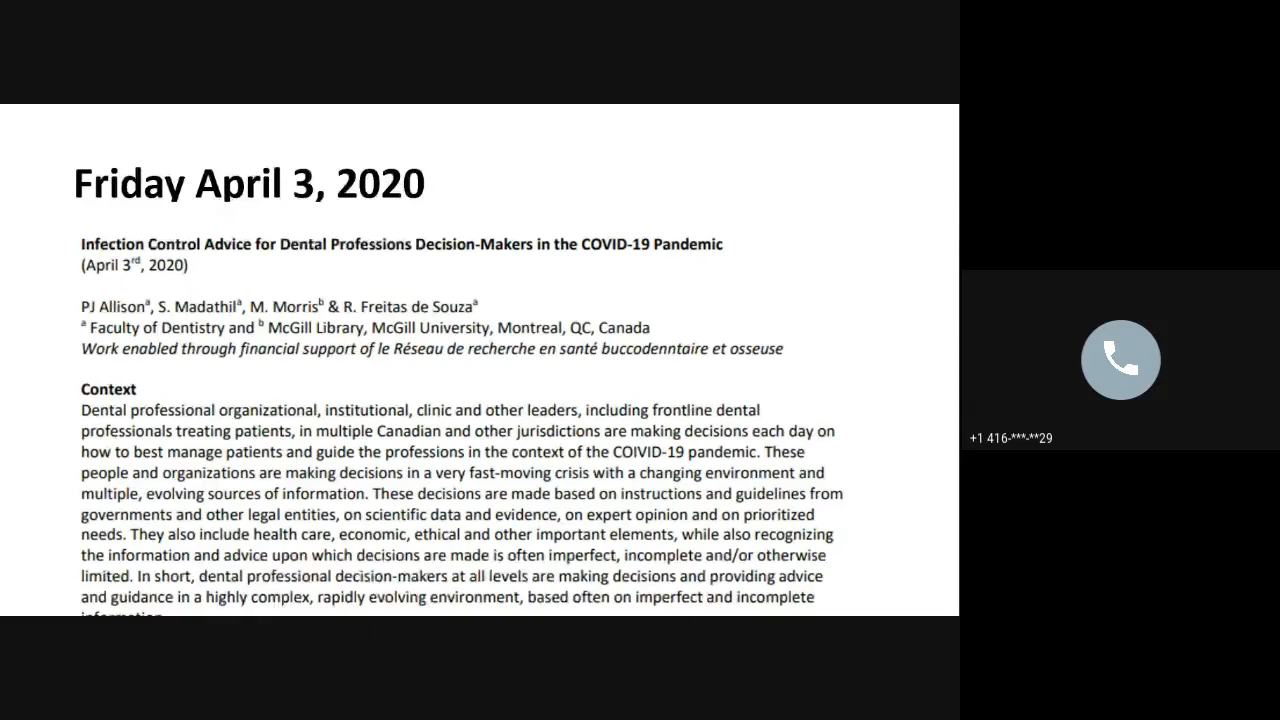 Friday April 3, 2020
Infection Control Advice for Dental Professions Decision-Makers in the COVID-19 Pandemic
(April 3rd, 2020)
PJ Allisonᵃ, S. Madathilᵃ, M. Morrisᵇ & R. Freitas de Souzaᵃ
ᵃ Faculty of Dentistry and ᵇ McGill Library, McGill University, Montreal, QC, Canada
Work enabled through financial support of le Réseau de recherche en santé buccodenntaire et osseuse
Context
Dental professional organizational, institutional, clinic and other leaders, including frontline dental
professionals treating patients, in multiple Canadian and other jurisdictions are making decisions each day on
how to best manage patients and guide the professions in the context of the COIVID-19 pandemic. These
people and organizations are making decisions in a very fast-moving crisis with a changing environment and
multiple, evolving sources of information. These decisions are made based on instructions and guidelines from
governments and other legal entities, on scientific data and evidence, on expert opinion and on prioritized
needs. They also include health care, economic, ethical and other important elements, while also recognizing
the information and advice upon which decisions are made is often imperfect, incomplete and/or otherwise
limited. In short, dental professional decision-makers at all levels are making decisions and providing advice
and guidance in a highly complex, rapidly evolving environment, based often on imperfect and incomplete
+1 416-***-**29